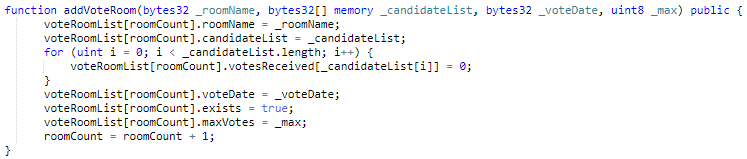 function addVoteRoom(bytes32 _roomName, bytes32[] memory _candidateList, bytes32 _voteDate, uint8 _max) public {
voteRoomList[roomCount].roomName = _roomName;
voteRoomList[roomCount].candidateList = _candidateList;
for (uint i = 0; i < _candidateList.length; i++) {
voteRoomList[roomCount].votesReceived[_candidateList[i]] = 0;
}
voteRoomList[roomCount].voteDate = _voteDate;
voteRoomList[roomCount].exists = true;
voteRoomList[roomCount].maxVotes = _max;
roomCount = roomCount + 1;
}